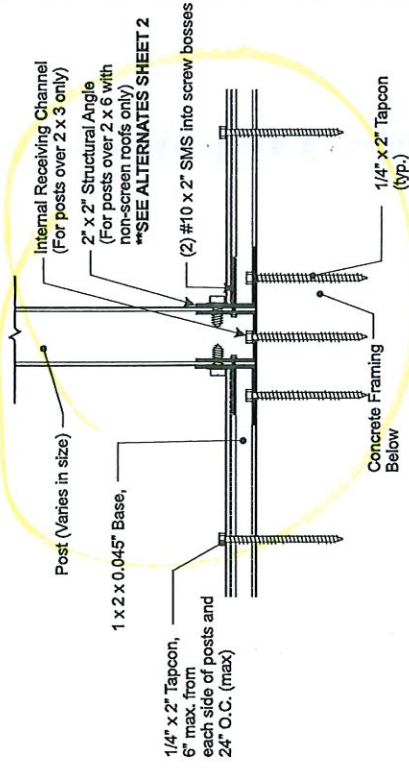 Post (Varies in size)
Internal Receiving Channel
(For posts over 2 x 3 only)
2" x 2" Structural Angle
(For posts over 2 x 6 with
non-screen roofs only)
**SEE ALTERNATES SHEET 2
1 x 2 x 0.045" Base,
(2) #10 x 2" SMS into screw bosses
1/4" x 2" Tapcon,
6" max. from
each side of posts and
24" O.C. (max)
Concrete Framing
Below
1/4" x 2" Tapcon
(typ.)